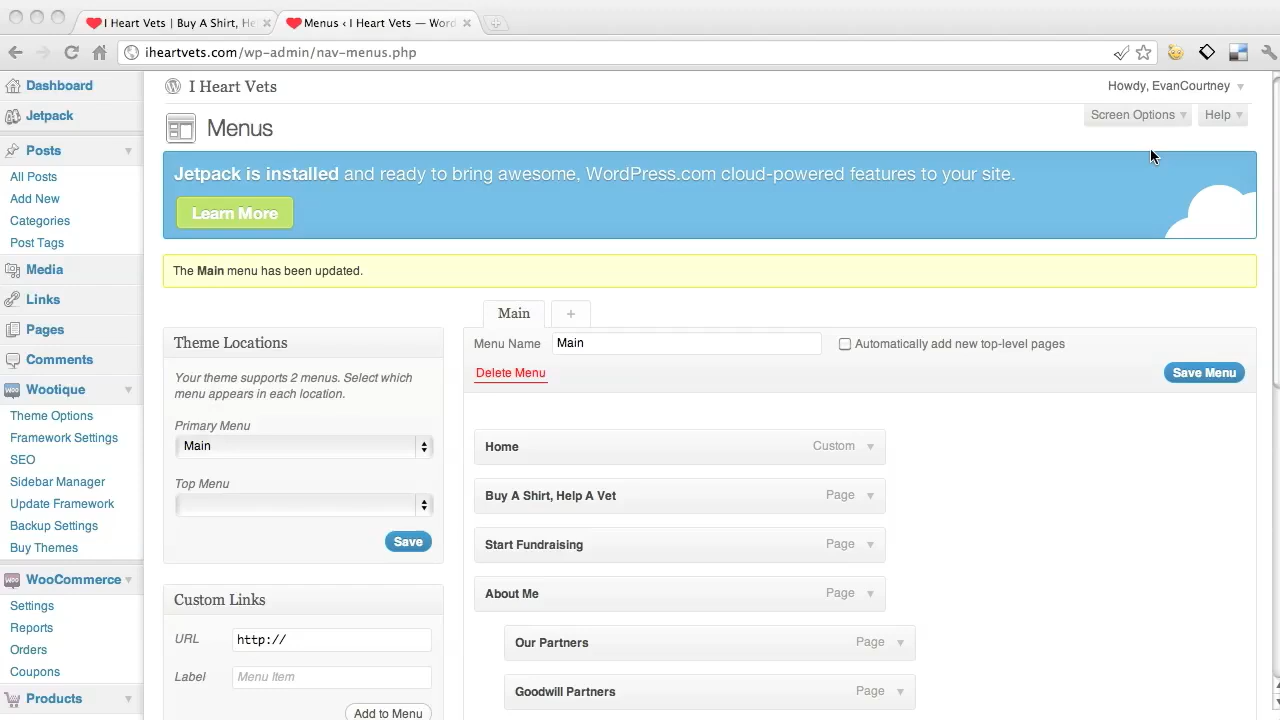 I Heart Vets | Buy A Shirt, He
Menus ‹ I Heart Vets — Word
iheartvets.com/wp-admin/nav-menus.php
Dashboard
Jetpack
Posts
All Posts
Add New
Categories
Post Tags
Media
Links
Pages
Comments
Wootique
Theme Options
Framework Settings
SEO
Sidebar Manager
Update Framework
Backup Settings
Buy Themes
WooCommerce
Settings
Reports
Orders
Coupons
Products
I Heart Vets
Howdy, EvanCourtney
Menus
Screen Options
Help
Jetpack is installed and ready to bring awesome, WordPress.com cloud-powered features to your site.
Learn More
The Main menu has been updated.
Theme Locations
Your theme supports 2 menus. Select which
menu appears in each location.
Primary Menu
Main
Top Menu
Save
Custom Links
URL http://
Label Menu Item
Add to Menu
Main +
Menu Name Main Automatically add new top-level pages
Delete Menu Save Menu
Home Custom
Buy A Shirt, Help A Vet Page
Start Fundraising Page
About Me Page
Our Partners Page
Goodwill Partners Page